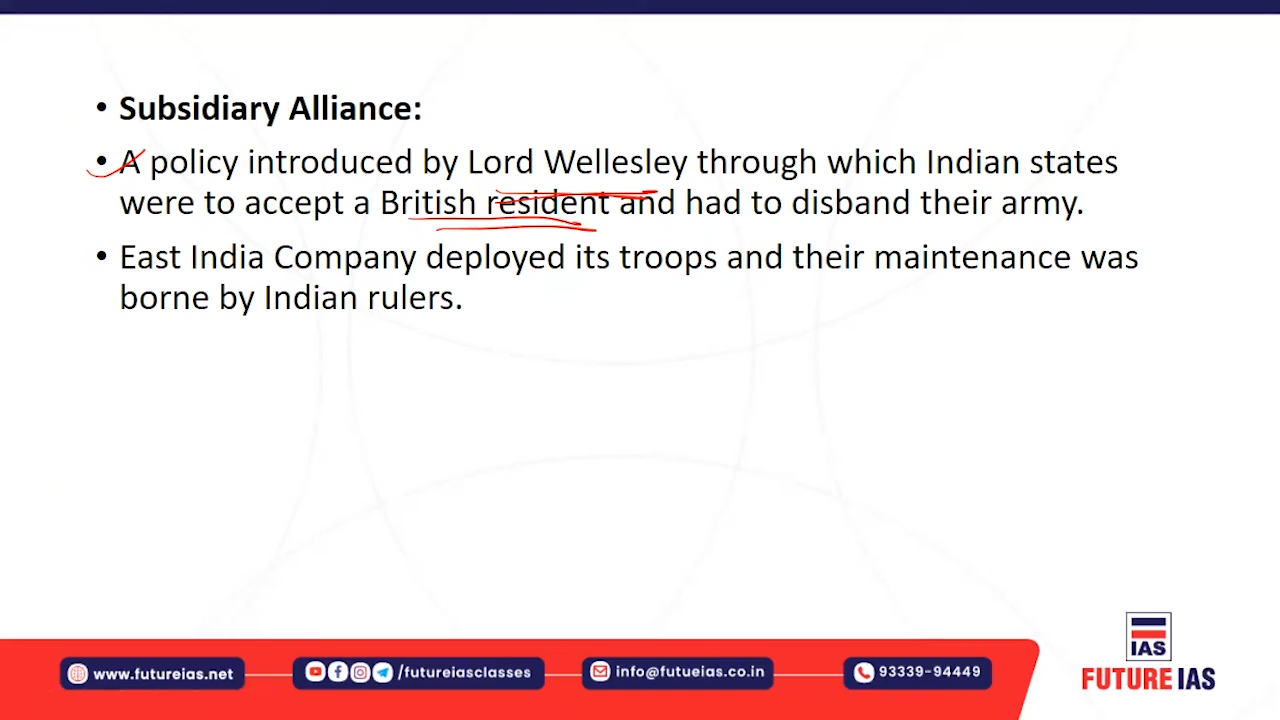 • Subsidiary Alliance:
• A policy introduced by Lord Wellesley through which Indian states
were to accept a British resident and had to disband their army.
• East India Company deployed its troops and their maintenance was
borne by Indian rulers.
IAS
FUTURE IAS
www.futureias.net
/futureiasclasses
info@futueias.co.in
93339-94449